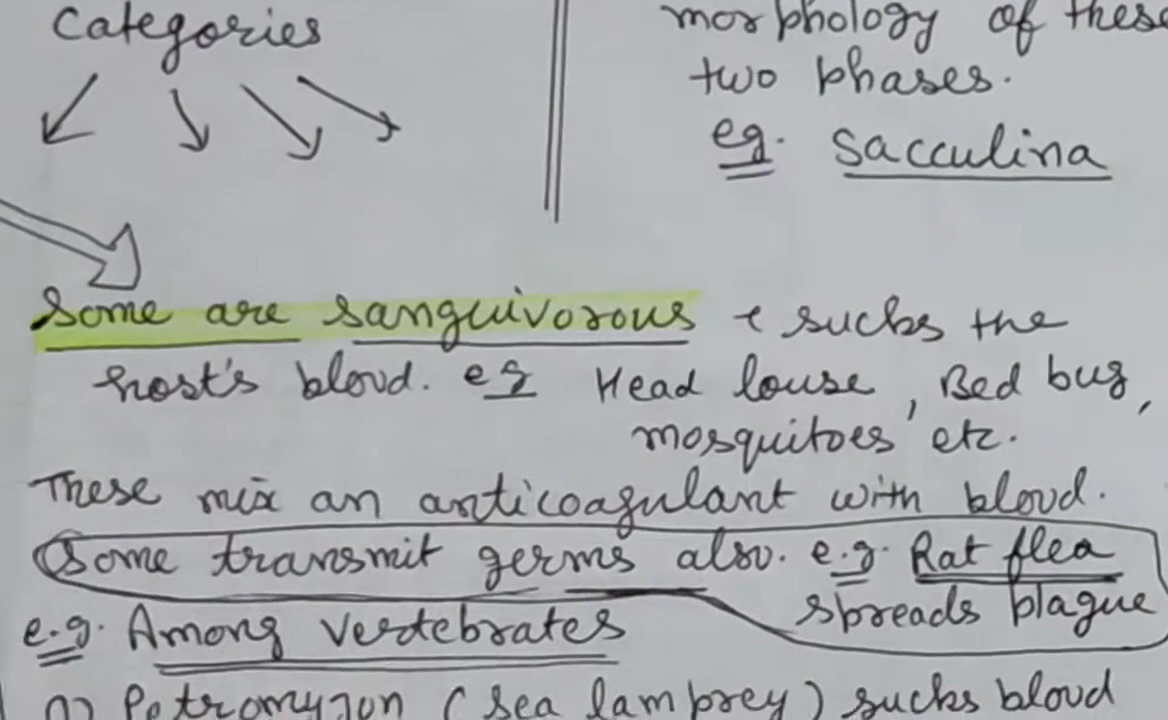 Categories
morphology of these
two phases.
eg. Sacculina
Some are sanguivorous & sucks the
host's blood. eg Head louse, Bed bug,
mosquitoes etc.
These mix an anticoagulant with blood.
Some transmit germs also. e.g. Rat flea
spreads plague
e.g. Among vertebrates
Petromyzon (sea lamprey) sucks blood